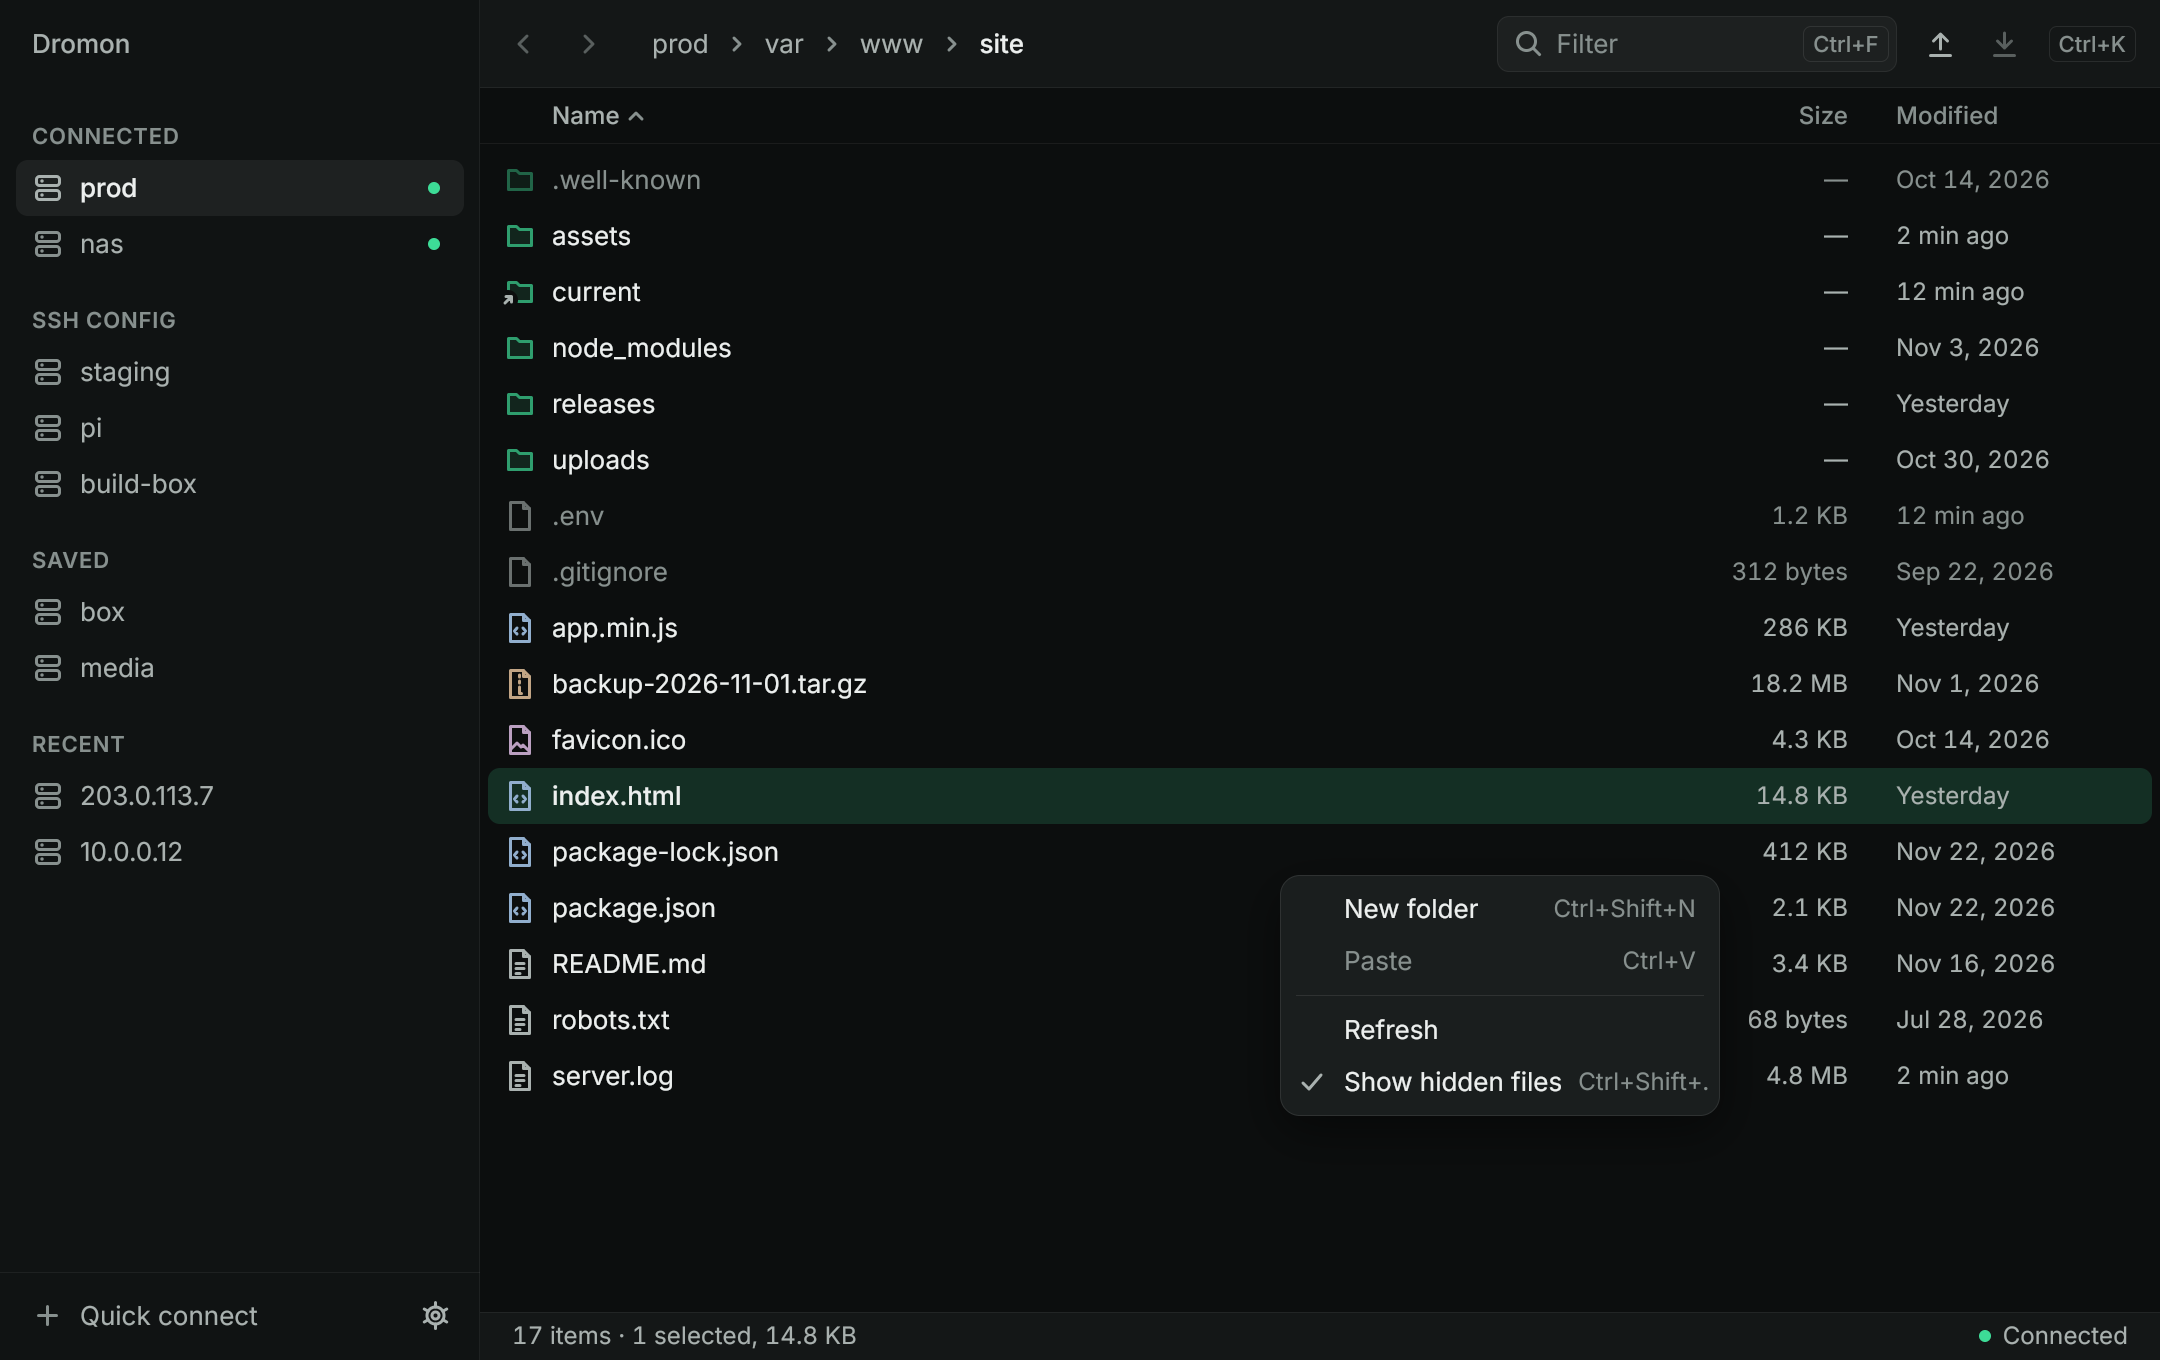 Dromon
CONNECTED
prod
nas
SSH CONFIG
staging
pi
build-box
SAVED
box
media
RECENT
203.0.113.7
10.0.0.12
Quick connect
prod > var > www > site
Filter Ctrl+F
Ctrl+K
Name Size Modified
.well-known — Oct 14, 2026
assets — 2 min ago
current — 12 min ago
node_modules — Nov 3, 2026
releases — Yesterday
uploads — Oct 30, 2026
.env 1.2 KB 12 min ago
.gitignore 312 bytes Sep 22, 2026
app.min.js 286 KB Yesterday
backup-2026-11-01.tar.gz 18.2 MB Nov 1, 2026
favicon.ico 4.3 KB Oct 14, 2026
index.html 14.8 KB Yesterday
package-lock.json 412 KB Nov 22, 2026
package.json 2.1 KB Nov 22, 2026
README.md 3.4 KB Nov 16, 2026
robots.txt 68 bytes Jul 28, 2026
server.log 4.8 MB 2 min ago
New folder Ctrl+Shift+N
Paste Ctrl+V
Refresh
Show hidden files Ctrl+Shift+.
17 items · 1 selected, 14.8 KB
Connected